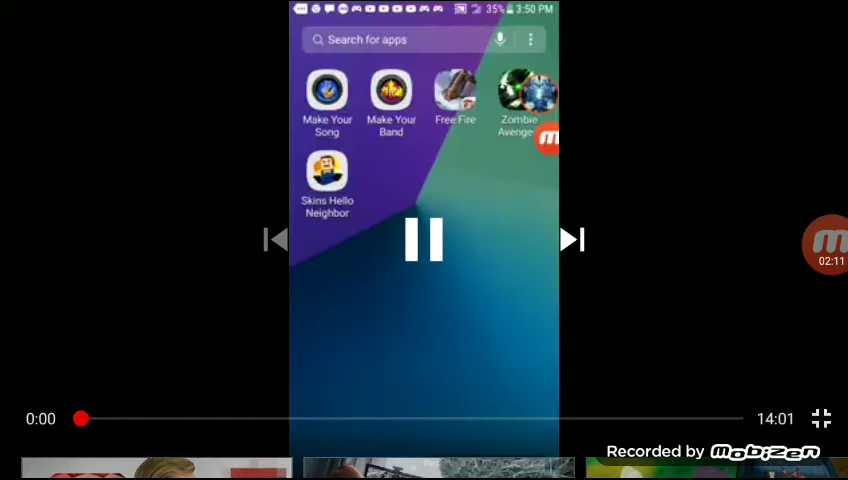 35% 3:50 PM
Search for apps
Make Your
Song
Make Your
Band
Free Fire
Zombie
Avenge
Skins Hello
Neighbor
02:11
0:00
14:01
Recorded by mobizen